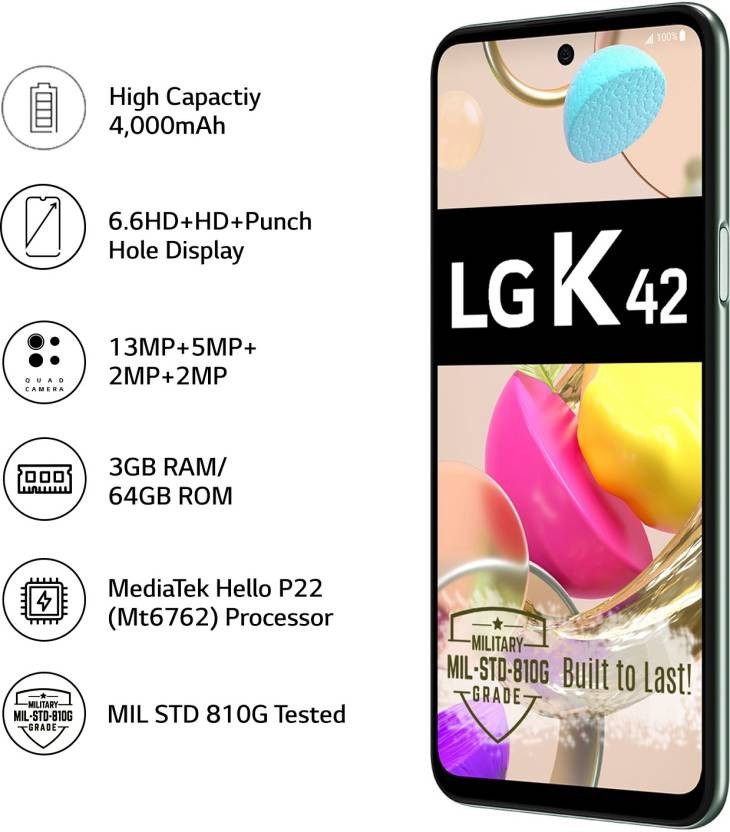 High Capactiy
4,000mAh
6.6HD+HD+Punch
Hole Display
QUAD
CAMERA
13MP+5MP+
2MP+2MP
3GB RAM/
64GB ROM
MediaTek Hello P22
(Mt6762) Processor
MILITARY
MIL-STD-810G
GRADE
MIL STD 810G Tested
100%
LG K 42
MILITARY
MIL-STD-810G
GRADE
Built to Last!